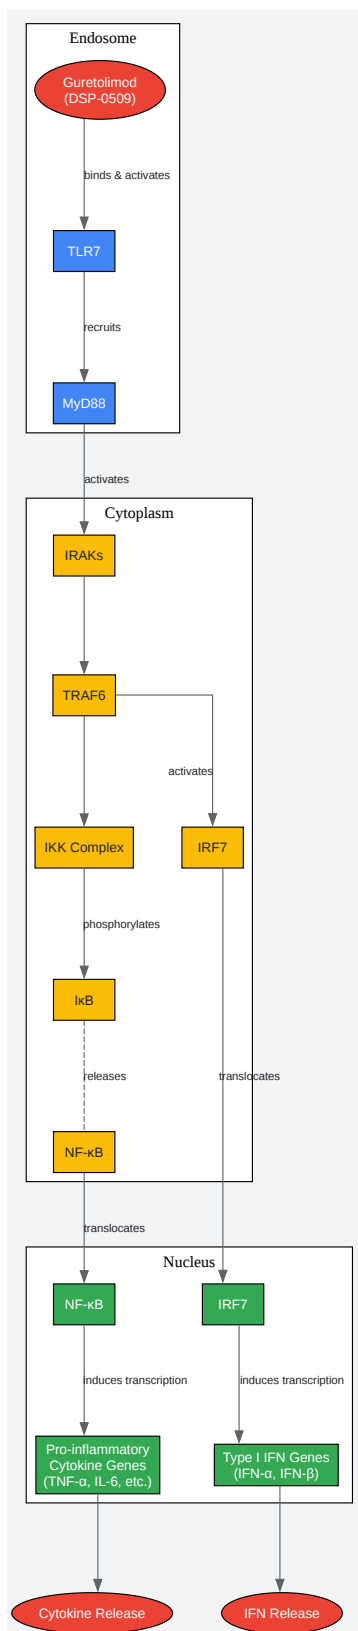 Endosome
Guretolimod
(DSP-0509)
binds & activates
TLR7
recruits
MyD88
activates
Cytoplasm
IRAKs
TRAF6
activates
IKK Complex
IRF7
phosphorylates
IκB
releases
translocates
NF-κB
translocates
Nucleus
NF-κB
IRF7
induces transcription
induces transcription
Pro-inflammatory
Cytokine Genes
(TNF-α, IL-6, etc.)
Type I IFN Genes
(IFN-α, IFN-β)
Cytokine Release
IFN Release